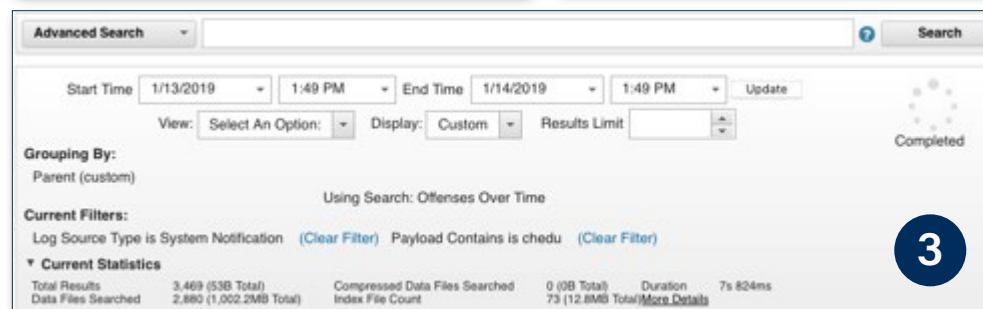 Advanced Search Search
Start Time 1/13/2019 1:49 PM End Time 1/14/2019 1:49 PM Update
View: Select An Option: Display: Custom Results Limit
Completed
Grouping By:
Parent (custom)
Using Search: Offenses Over Time
Current Filters:
Log Source Type is System Notification (Clear Filter) Payload Contains is chedu (Clear Filter)
3
▼ Current Statistics
Total Results 3,469 (53B Total) Compressed Data Files Searched 0 (0B Total) Duration 7s 824ms
Data Files Searched 2,880 (1,002.2MB Total) Index File Count 73 (12.8MB Total)More Details